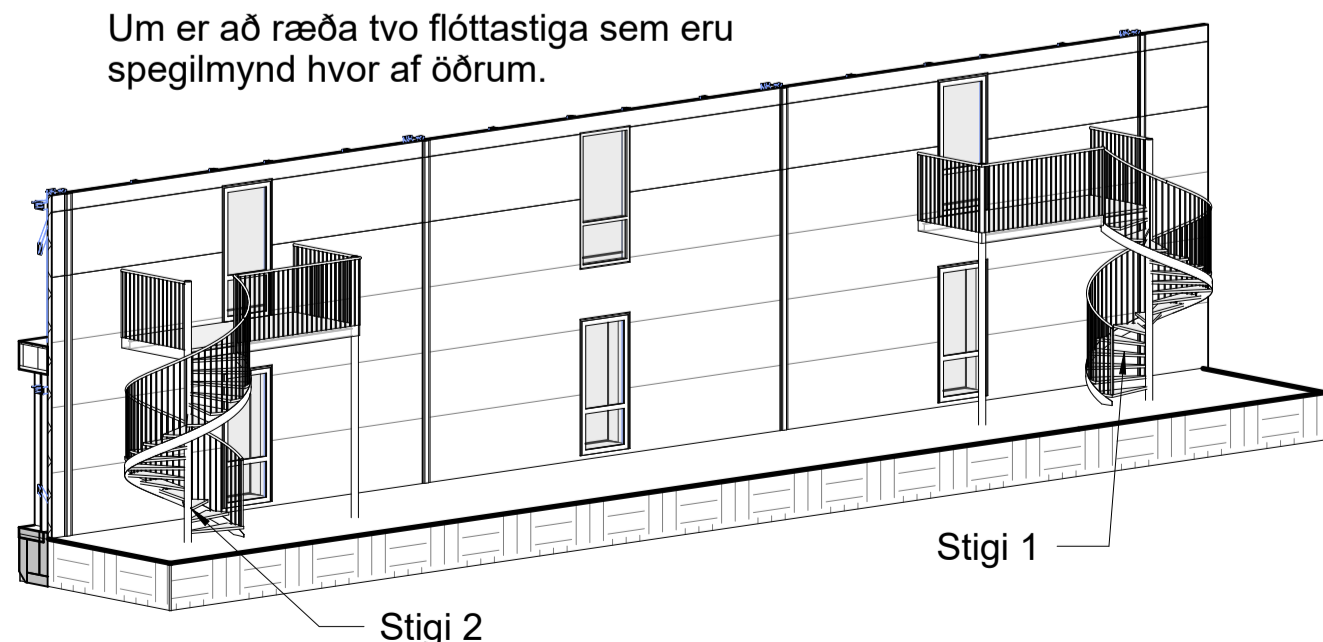 Um er að ræða tvo flóttastiga sem eru
spegilmynd hvor af öðrum.
Stigi 1
Stigi 2